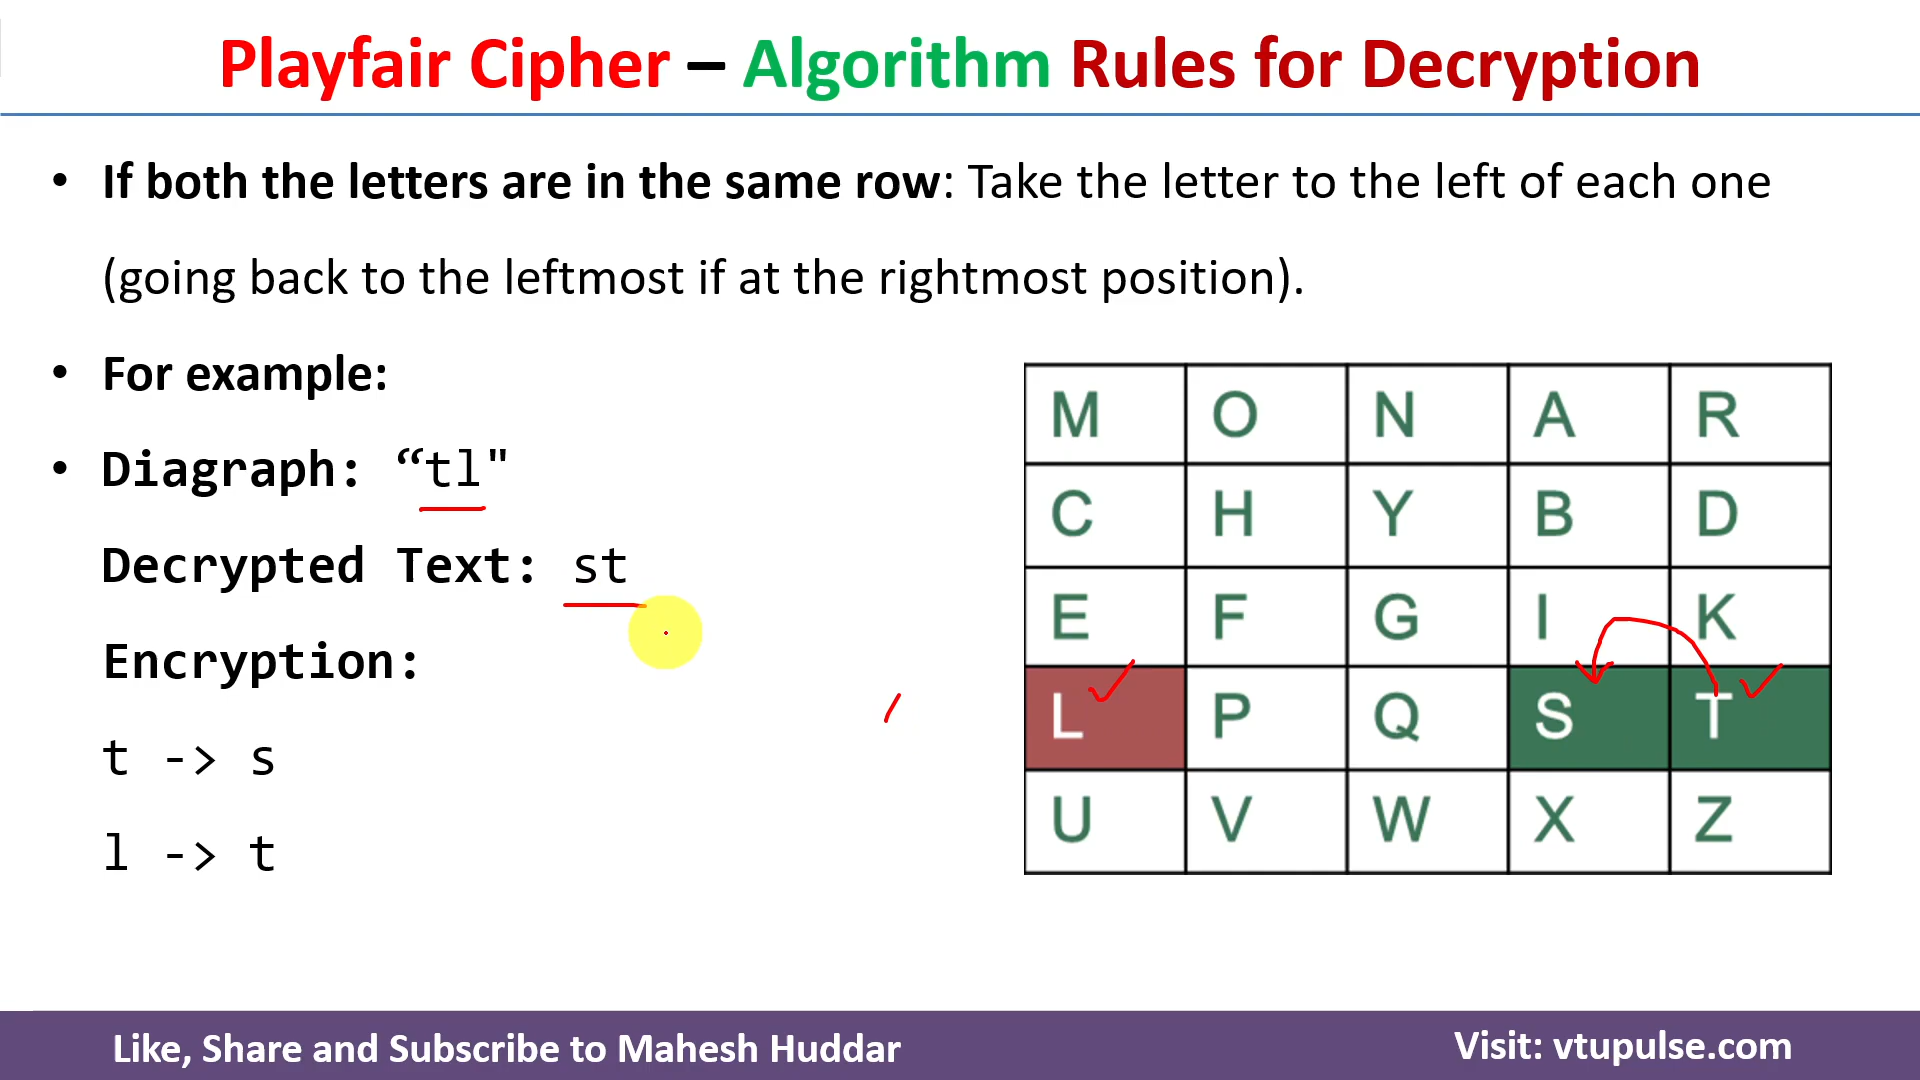 Playfair Cipher – Algorithm Rules for Decryption
• If both the letters are in the same row: Take the letter to the left of each one
(going back to the leftmost if at the rightmost position).
• For example:
• Diagraph: “tl"
Decrypted Text: st
Encryption:
t -> s
l -> t
M O N A R
C H Y B D
E F G I K
L P Q S T
U V W X Z
Like, Share and Subscribe to Mahesh Huddar
Visit: vtupulse.com